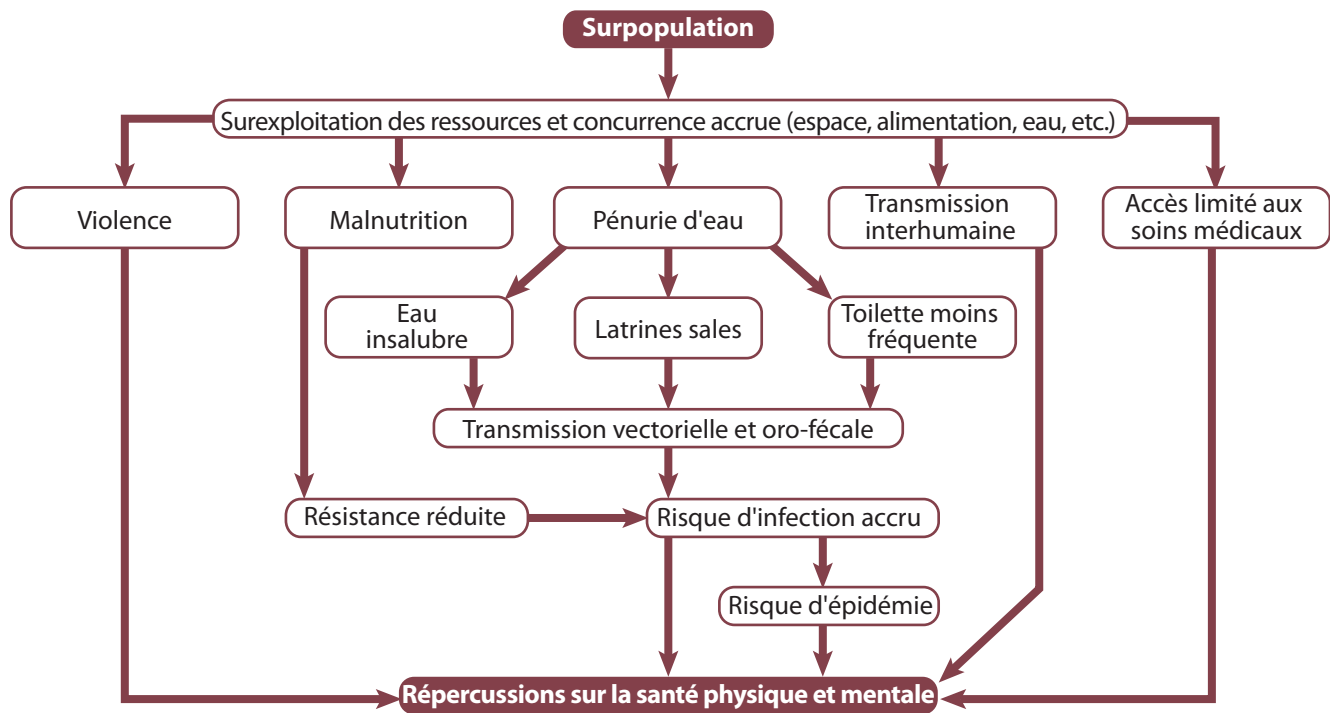 Surpopulation
Surexploitation des ressources et concurrence accrue (espace, alimentation, eau, etc.)
Violence
Malnutrition
Pénurie d'eau
Transmission
interhumaine
Accès limité aux
soins médicaux
Eau
insalubre
Latrines sales
Toilette moins
fréquente
Transmission vectorielle et oro-fécale
Résistance réduite
Risque d'infection accru
Risque d'épidémie
Répercussions sur la santé physique et mentale